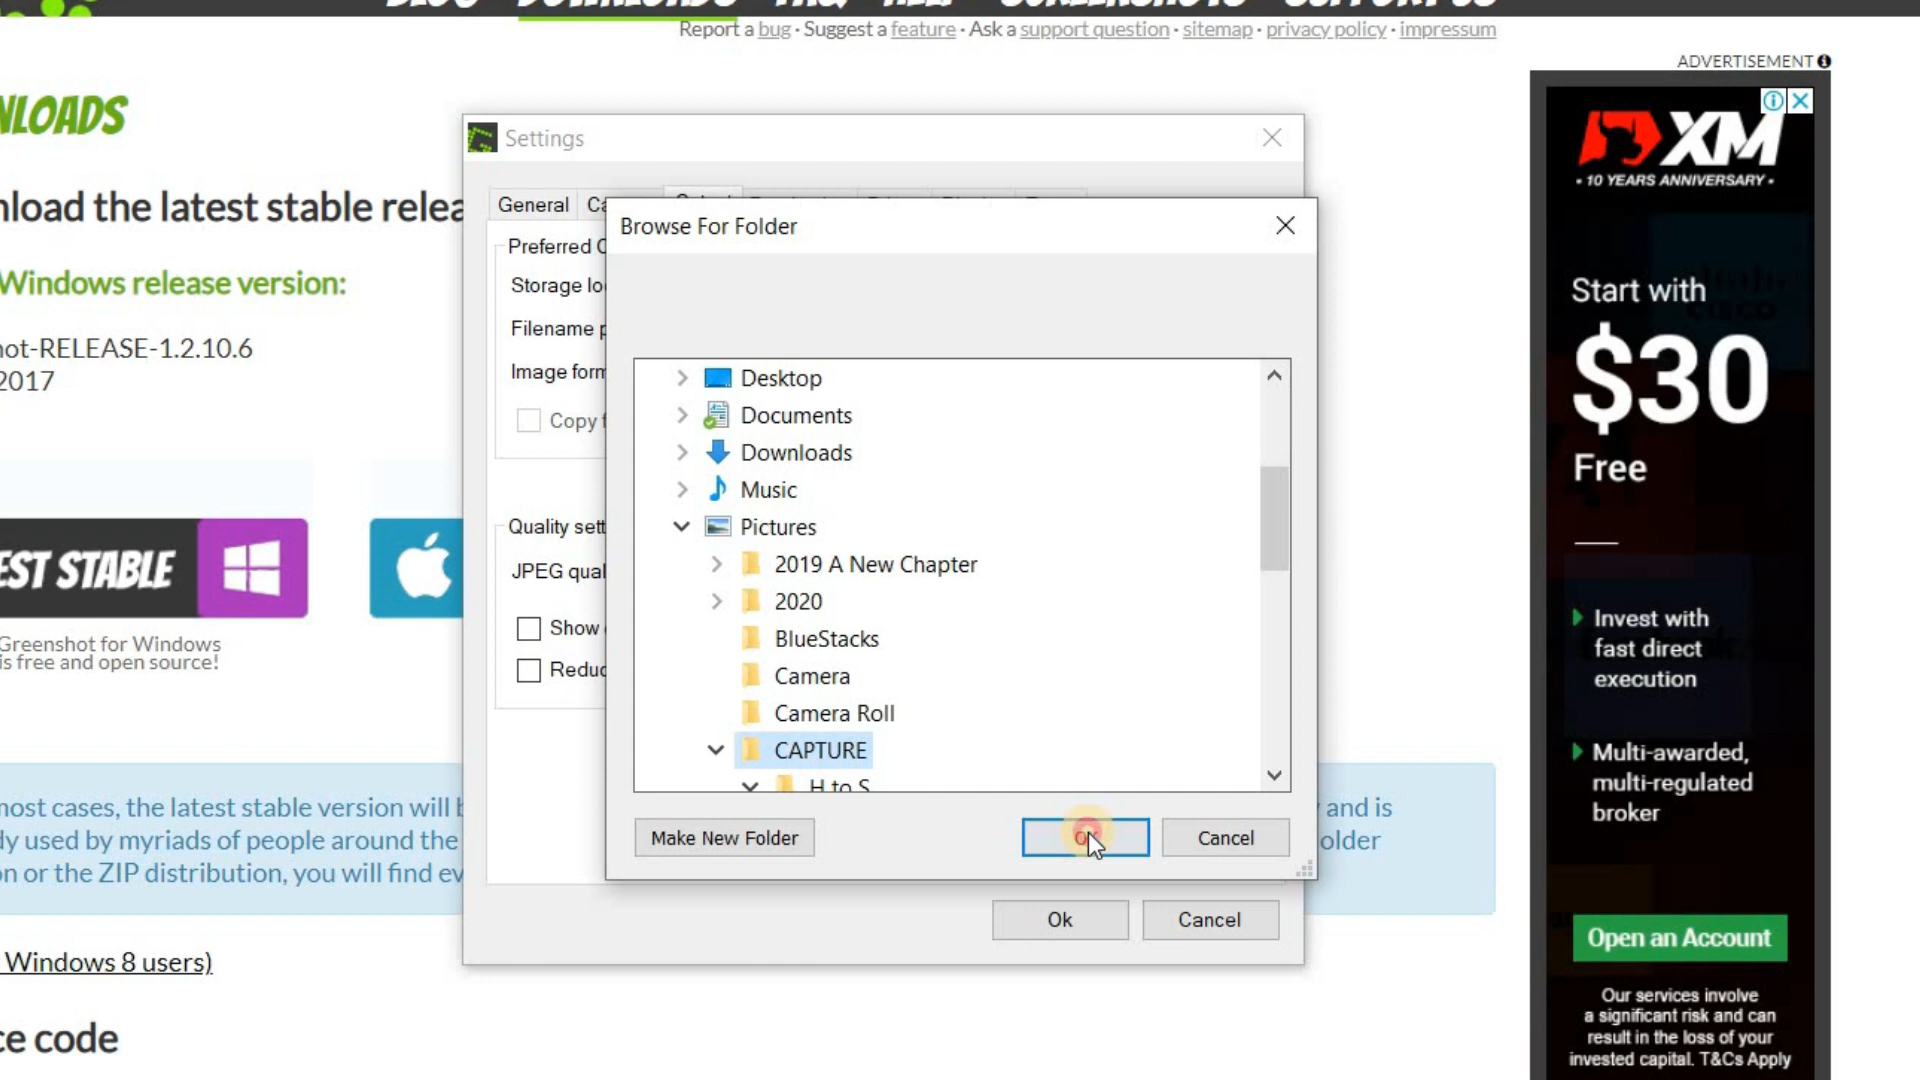 Report a bug · Suggest a feature · Ask a support question · sitemap · privacy policy · impressum
ADVERTISEMENT
NLOADS
nload the latest stable relea
Windows release version:
hot-RELEASE-1.2.10.6
2017
EST STABLE
Greenshot for Windows
is free and open source!
most cases, the latest stable version will b
dy used by myriads of people around the
n or the ZIP distribution, you will find ev
and is
older
Windows 8 users)
ce code
Settings
General
Preferred
Storage lo
Filename p
Image form
Copy f
Quality sett
JPEG qual
Show
Reduc
Browse For Folder
Desktop
Documents
Downloads
Music
Pictures
2019 A New Chapter
2020
BlueStacks
Camera
Camera Roll
CAPTURE
H to S
Make New Folder
OK
Cancel
Ok
Cancel
XM
• 10 YEARS ANNIVERSARY •
Start with
$30
Free
Invest with
fast direct
execution
Multi-awarded,
multi-regulated
broker
Open an Account
Our services involve
a significant risk and can
result in the loss of your
invested capital. T&Cs Apply